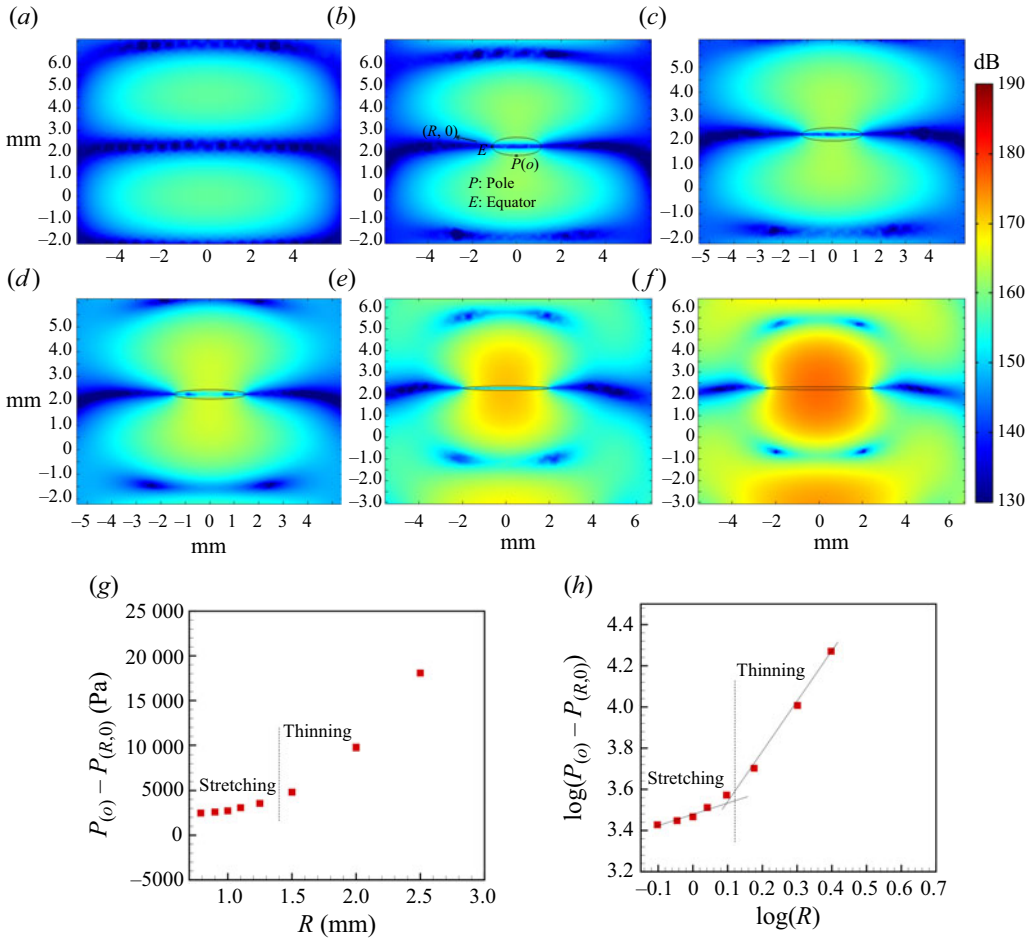 (a)
(b)
(c)
dB
mm
6.0
5.0
4.0
3.0
2.0
1.0
0
–1.0
–2.0
–4 –2 0 2 4
6.0
5.0
4.0
3.0
2.0
1.0
0
–1.0
–2.0
(R, 0)
E
P(o)
P: Pole
E: Equator
–4 –2 0 2 4
5.0
4.0
3.0
2.0
1.0
0
–1.0
–2.0
–5 –4 –3 –2 –1 0 1 2 3 4
190
180
170
160
150
140
130
(d)
(e)
(f)
mm
5.0
4.0
3.0
2.0
1.0
0
–1.0
–2.0
–5 –4 –3 –2 –1 0 1 2 3 4
mm
6.0
5.0
4.0
3.0
2.0
1.0
0
–1.0
–2.0
–3.0
–4 –2 0 2 4 6
mm
6.0
5.0
4.0
3.0
2.0
1.0
0
–1.0
–2.0
–3.0
–4 –2 0 2 4 6
mm
(g)
P(o) – P(R,0) (Pa)
25 000
20 000
15 000
10 000
5000
0
–5000
Thinning
Stretching
1.0 1.5 2.0 2.5 3.0
R (mm)
(h)
log(P(o) – P(R,0))
4.4
4.2
4.0
3.8
3.6
3.4
3.2
Thinning
Stretching
–0.1 0 0.1 0.2 0.3 0.4 0.5 0.6 0.7
log(R)